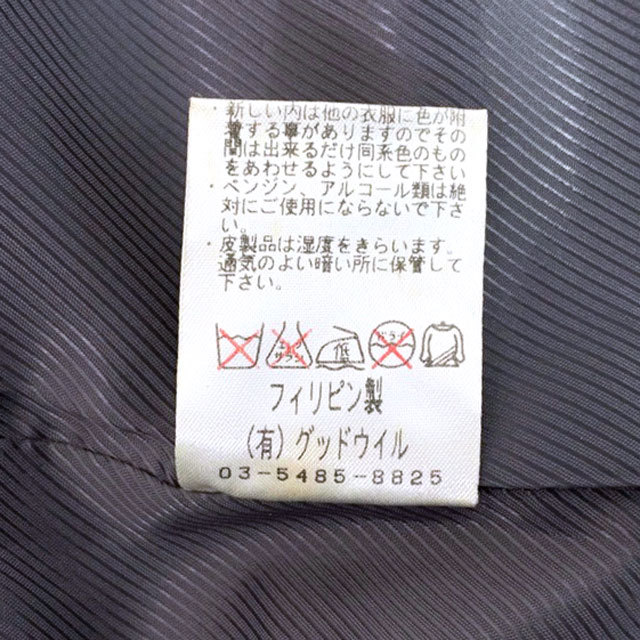 ・新しい内は他の衣服に色が附
着する事がありますのでその
間は出来るだけ同系色のもの
をあわせるようにして下さい
・ベンジン、アルコール類は絶
対にご使用にならないで下さ
い。
・皮製品は湿度をきらいます。
通気のよい暗い所に保管して
下さい。
低
フィリピン製
(有)グッドウイル
03-5485-8825